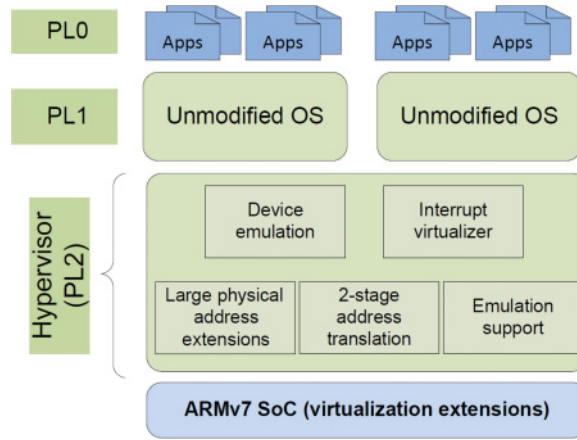 PL0
Apps
Apps
Apps
Apps
PL1
Unmodified OS
Unmodified OS
Hypervisor
(PL2)
Device
emulation
Interrupt
virtualizer
Large physical
address
extensions
2-stage
address
translation
Emulation
support
ARMv7 SoC (virtualization extensions)